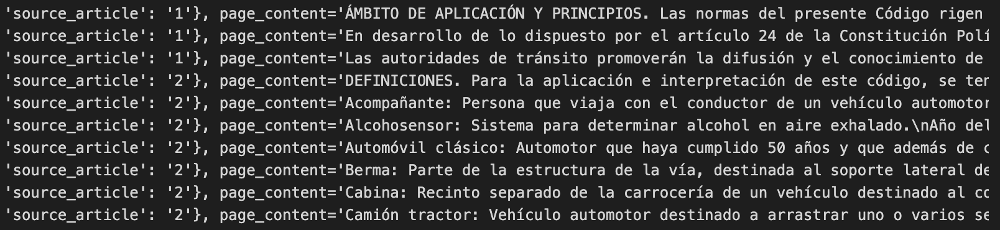 'source_article': '1'}, page_content='ÁMBITO DE APLICACIÓN Y PRINCIPIOS. Las normas del presente Código rigen
'source_article': '1'}, page_content='En desarrollo de lo dispuesto por el artículo 24 de la Constitución Polí
'source_article': '1'}, page_content='Las autoridades de tránsito promoverán la difusión y el conocimiento de
'source_article': '2'}, page_content='DEFINICIONES. Para la aplicación e interpretación de este código, se ten
'source_article': '2'}, page_content='Acompañante: Persona que viaja con el conductor de un vehículo automotor
'source_article': '2'}, page_content='Alcohosensor: Sistema para determinar alcohol en aire exhalado.\nAño del
'source_article': '2'}, page_content='Automóvil clásico: Automotor que haya cumplido 50 años y que además de c
'source_article': '2'}, page_content='Berma: Parte de la estructura de la vía, destinada al soporte lateral de
'source_article': '2'}, page_content='Cabina: Recinto separado de la carrocería de un vehículo destinado al co
'source_article': '2'}, page_content='Camión tractor: Vehículo automotor destinado a arrastrar uno o varios se